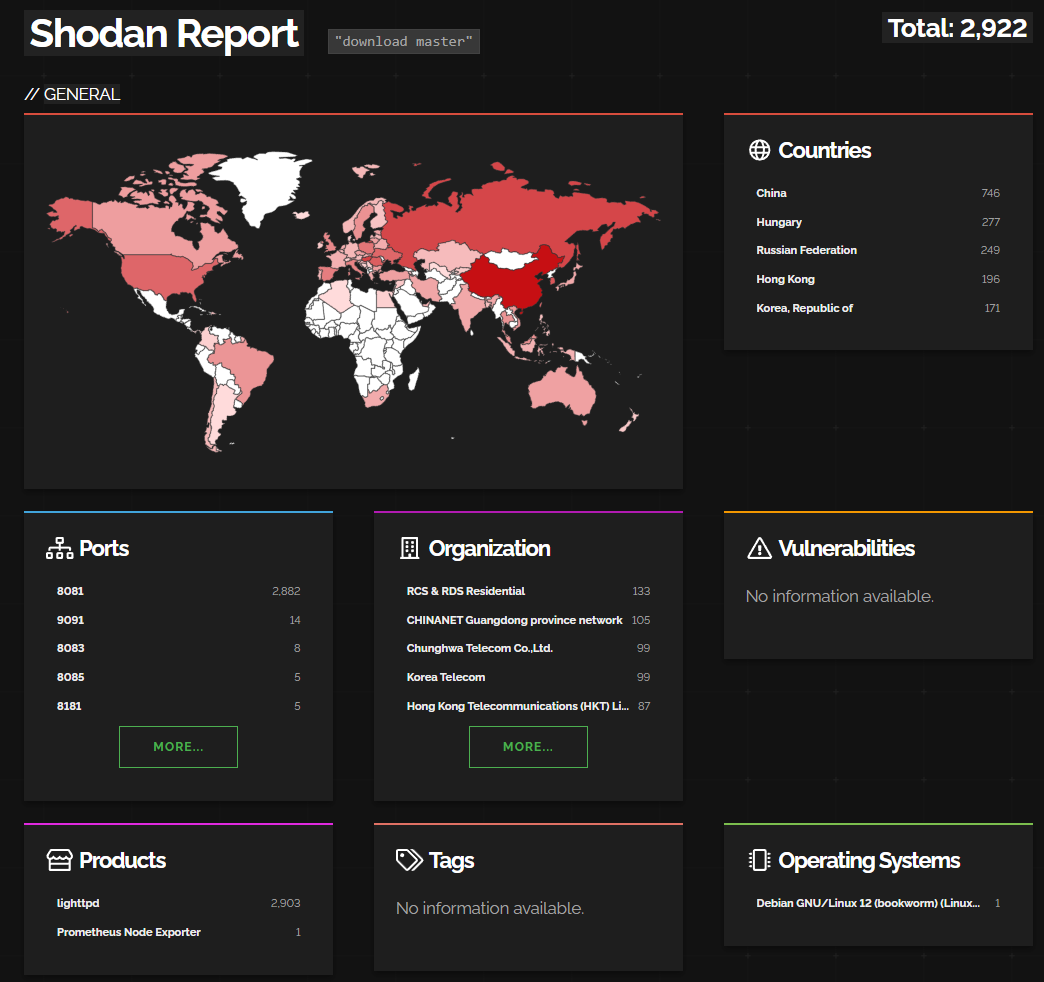 Shodan Report
"download master"
Total: 2,922
// GENERAL
Countries
China 746
Hungary 277
Russian Federation 249
Hong Kong 196
Korea, Republic of 171
Ports
8081 2,882
9091 14
8083 8
8085 5
8181 5
MORE...
Organization
RCS & RDS Residential 133
CHINANET Guangdong province network 105
Chunghwa Telecom Co.,Ltd. 99
Korea Telecom 99
Hong Kong Telecommunications (HKT) Li... 87
MORE...
Vulnerabilities
No information available.
Products
lighttpd 2,903
Prometheus Node Exporter 1
Tags
No information available.
Operating Systems
Debian GNU/Linux 12 (bookworm) (Linux... 1